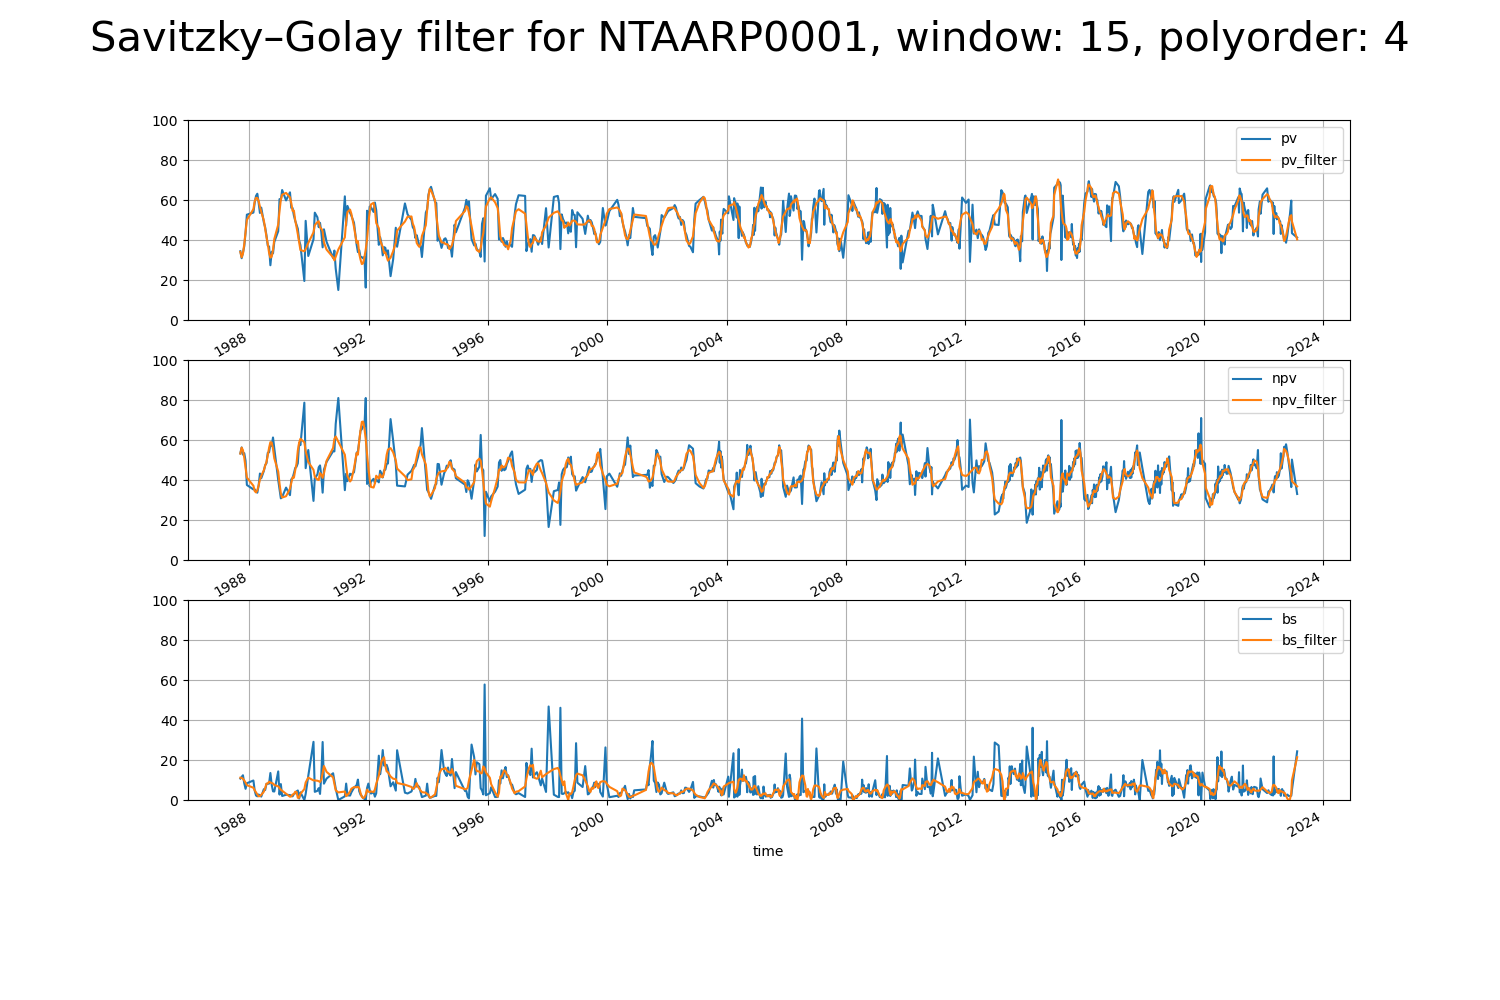 Savitzky–Golay filter for NTAARP0001, window: 15, polyorder: 4
100
80
60
40
20
0
pv
pv_filter
1988 1992 1996 2000 2004 2008 2012 2016 2020 2024
100
80
60
40
20
0
npv
npv_filter
1988 1992 1996 2000 2004 2008 2012 2016 2020 2024
100
80
60
40
20
0
bs
bs_filter
1988 1992 1996 2000 2004 2008 2012 2016 2020 2024
time